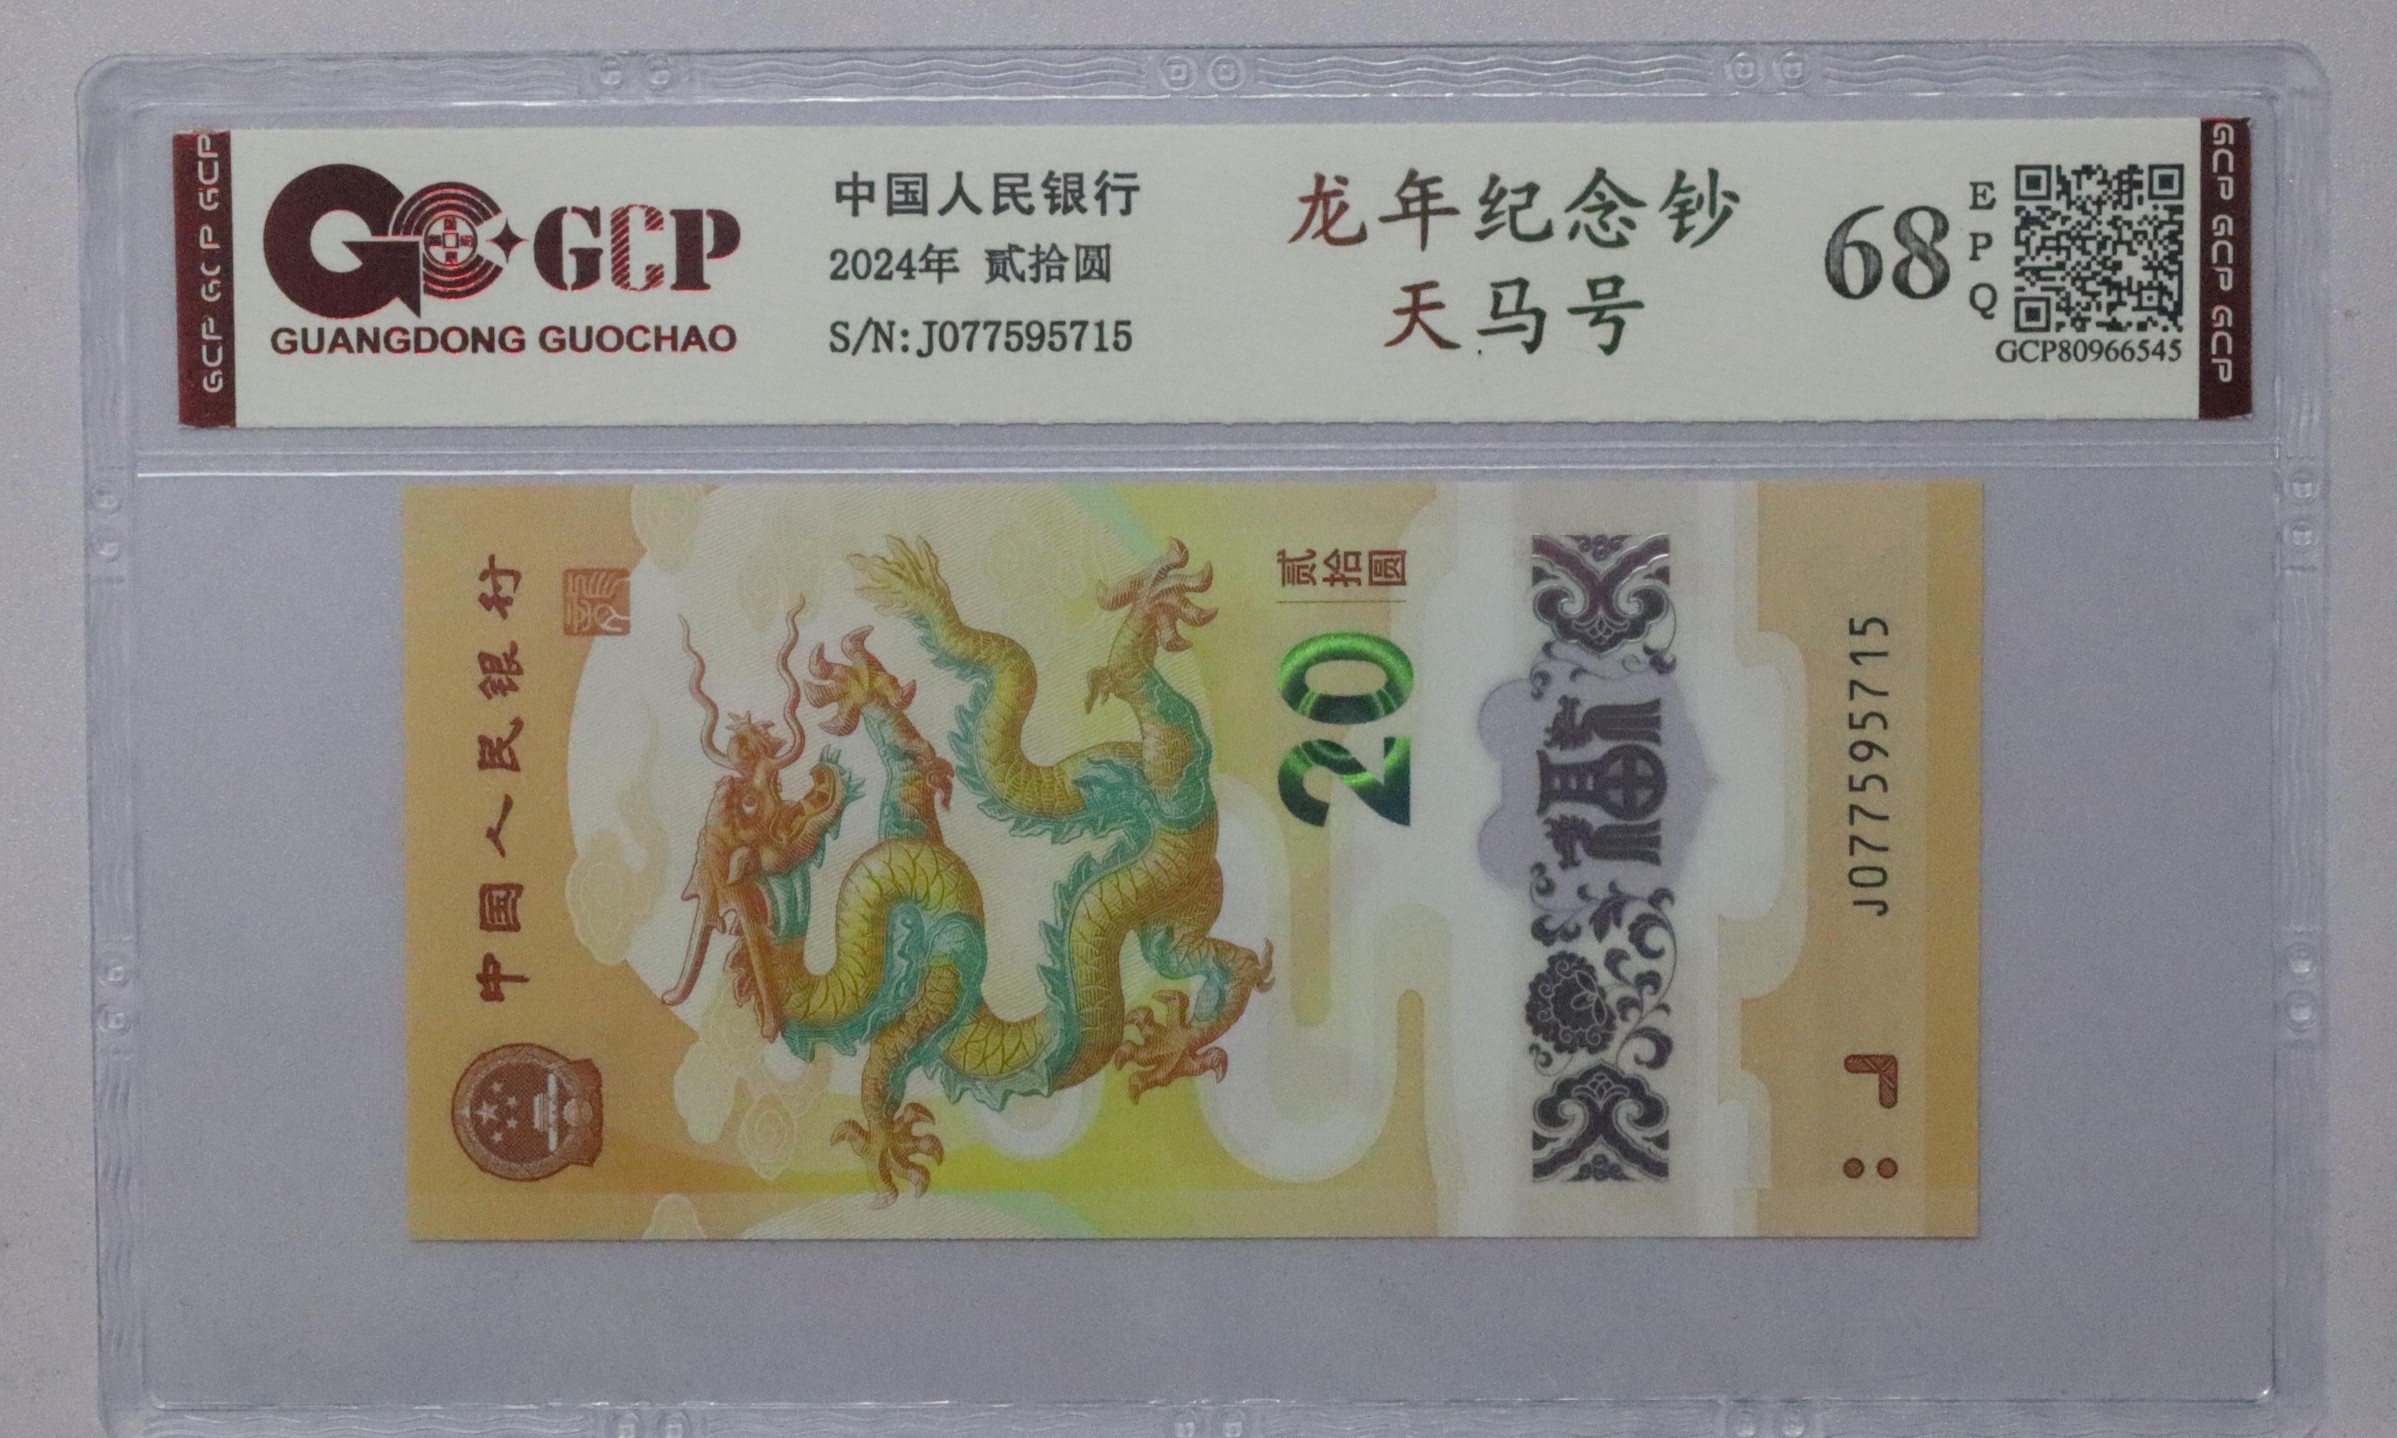 GCP GCP GCP
GCP
GUANGDONG GUOCHAO
中国人民银行
2024年 贰拾圆
S/N:J077595715
龙年纪念钞
天马号
68
EPQ
GCP80966545
GCP GCP GCP
中国人民银行
贰拾圆
20
J077595715